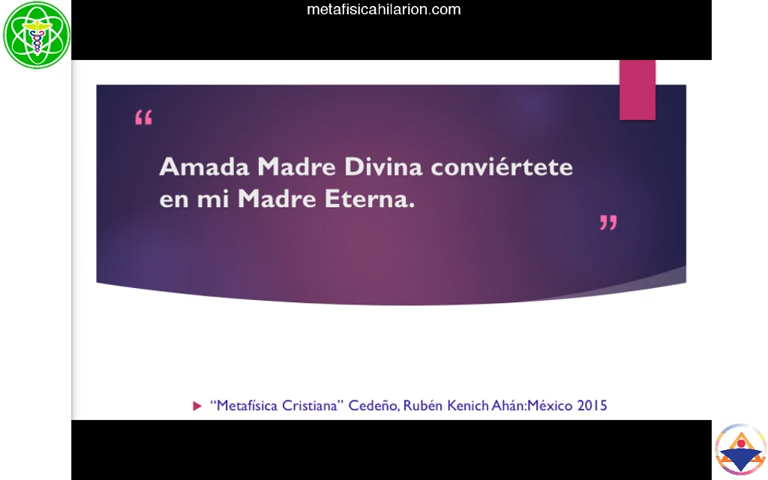 metafisicahilarion.com
“
Amada Madre Divina conviértete
en mi Madre Eterna.
”
“Metafísica Cristiana” Cedeño, Rubén Kenich Ahán:México 2015